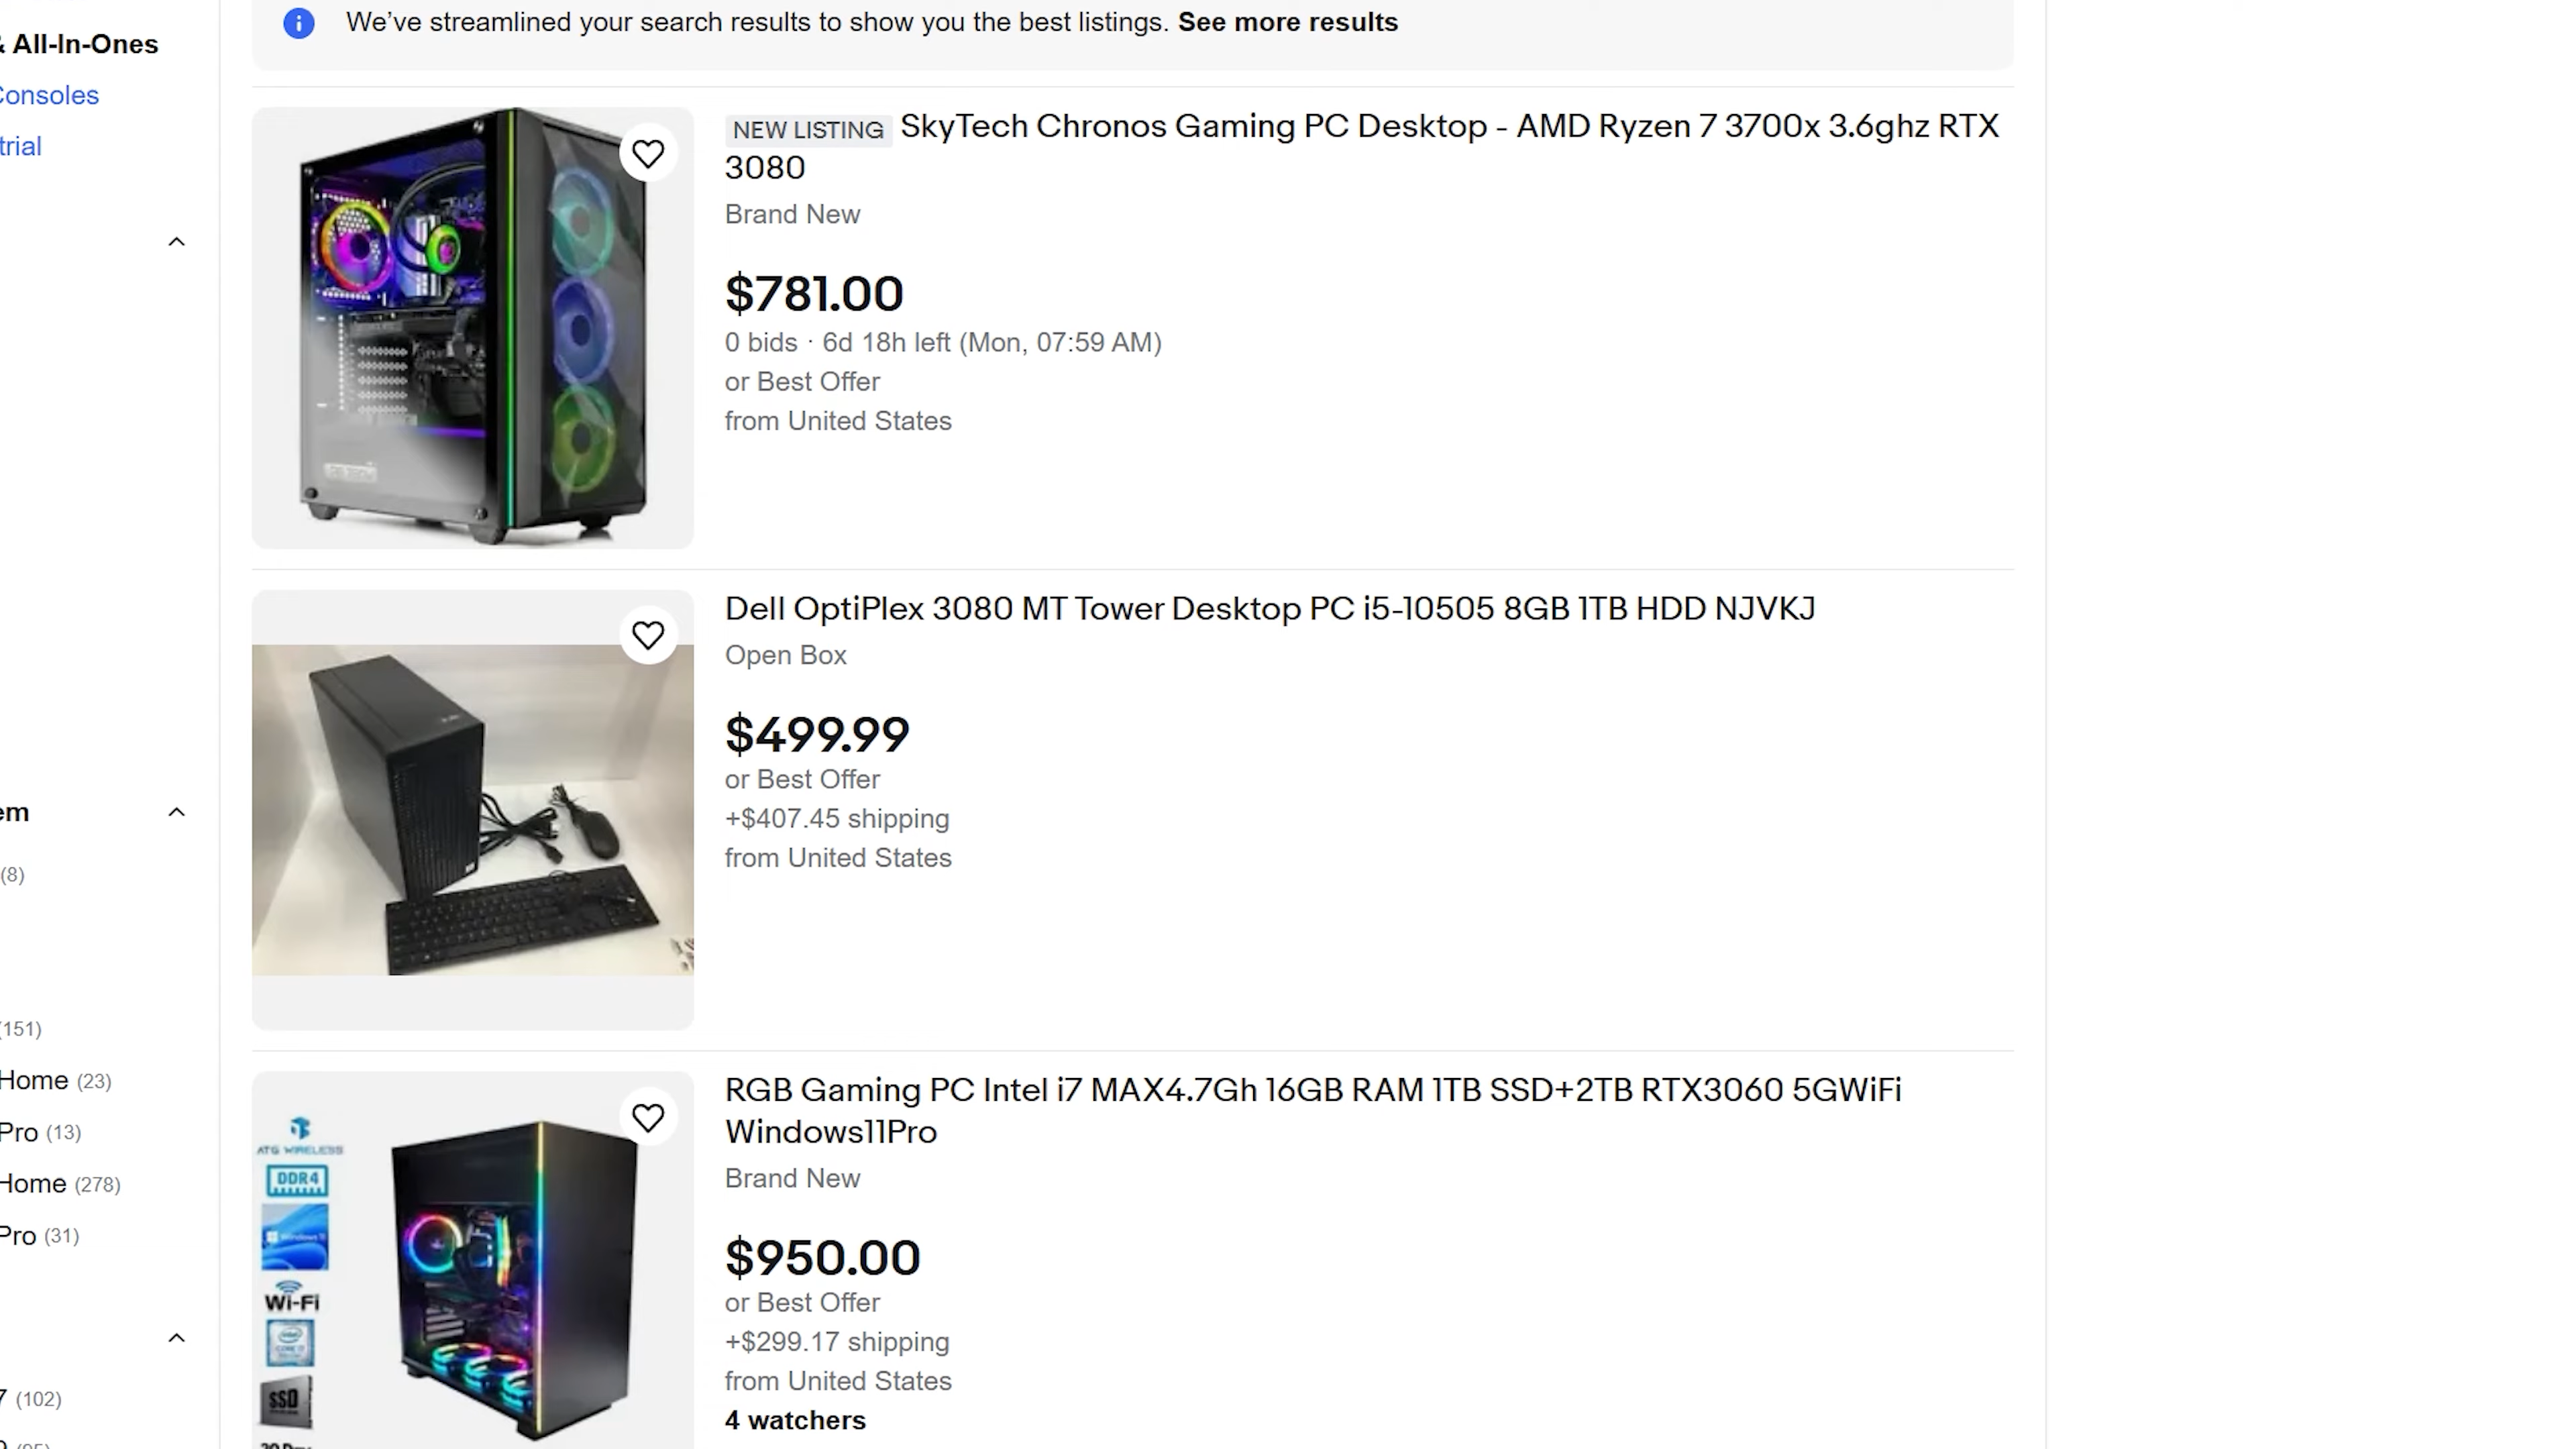 We've streamlined your search results to show you the best listings. See more results
& All-In-Ones
Consoles
NEW LISTING SkyTech Chronos Gaming PC Desktop - AMD Ryzen 7 3700x 3.6ghz RTX
3080
Brand New
$781.00
0 bids · 6d 18h left (Mon, 07:59 AM)
or Best Offer
from United States
Dell OptiPlex 3080 MT Tower Desktop PC i5-10505 8GB 1TB HDD NJVKJ
Open Box
$499.99
or Best Offer
+$407.45 shipping
from United States
(8)
(151)
Home (23)
Pro (13)
Home (278)
Pro (31)
(102)
RGB Gaming PC Intel i7 MAX4.7Gh 16GB RAM 1TB SSD+2TB RTX3060 5GWiFi
Windows11Pro
Brand New
$950.00
or Best Offer
+$299.17 shipping
from United States
4 watchers
ATG WIRELESS
DDR4
Wi-Fi
SSD